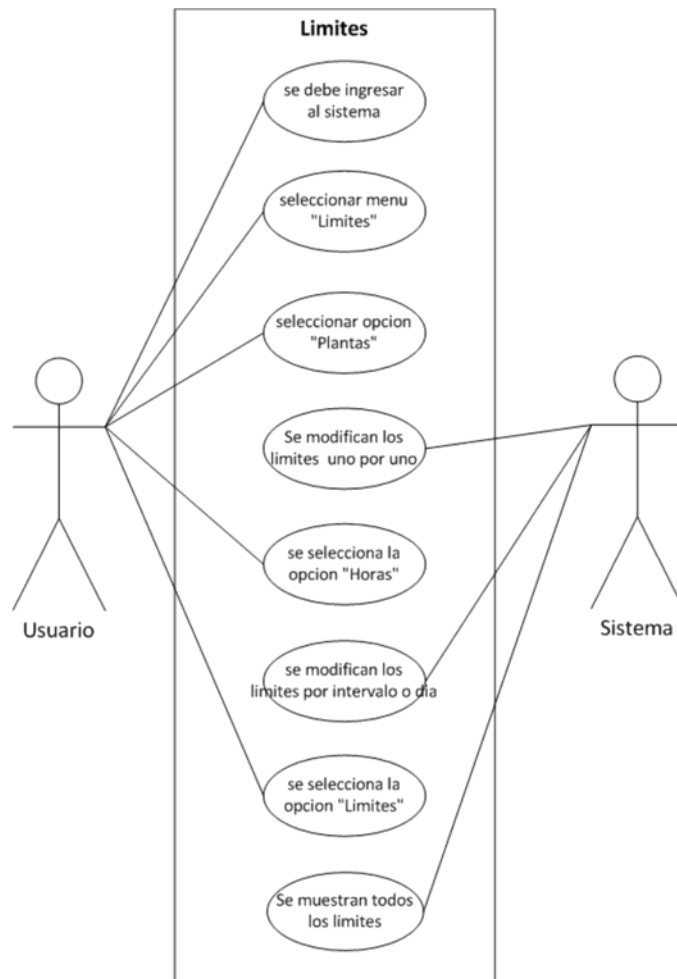 Limites
se debe ingresar
al sistema
seleccionar menu
"Limites"
seleccionar opcion
"Plantas"
Se modifican los
limites uno por uno
se selecciona la
opcion "Horas"
Usuario
Sistema
se modifican los
limites por intervalo o dia
se selecciona la
opcion "Limites"
Se muestran todos
los limites